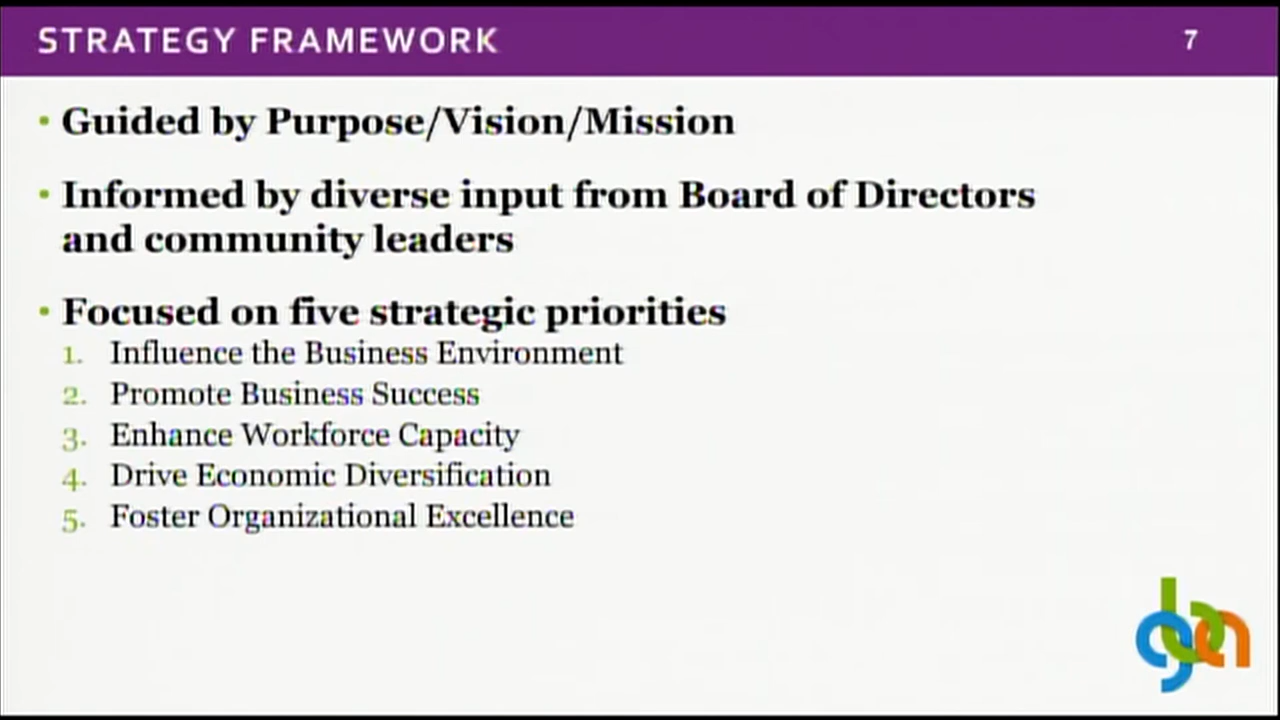 STRATEGY FRAMEWORK
7
• Guided by Purpose/Vision/Mission
• Informed by diverse input from Board of Directors
and community leaders
• Focused on five strategic priorities
1. Influence the Business Environment
2. Promote Business Success
3. Enhance Workforce Capacity
4. Drive Economic Diversification
5. Foster Organizational Excellence
gba